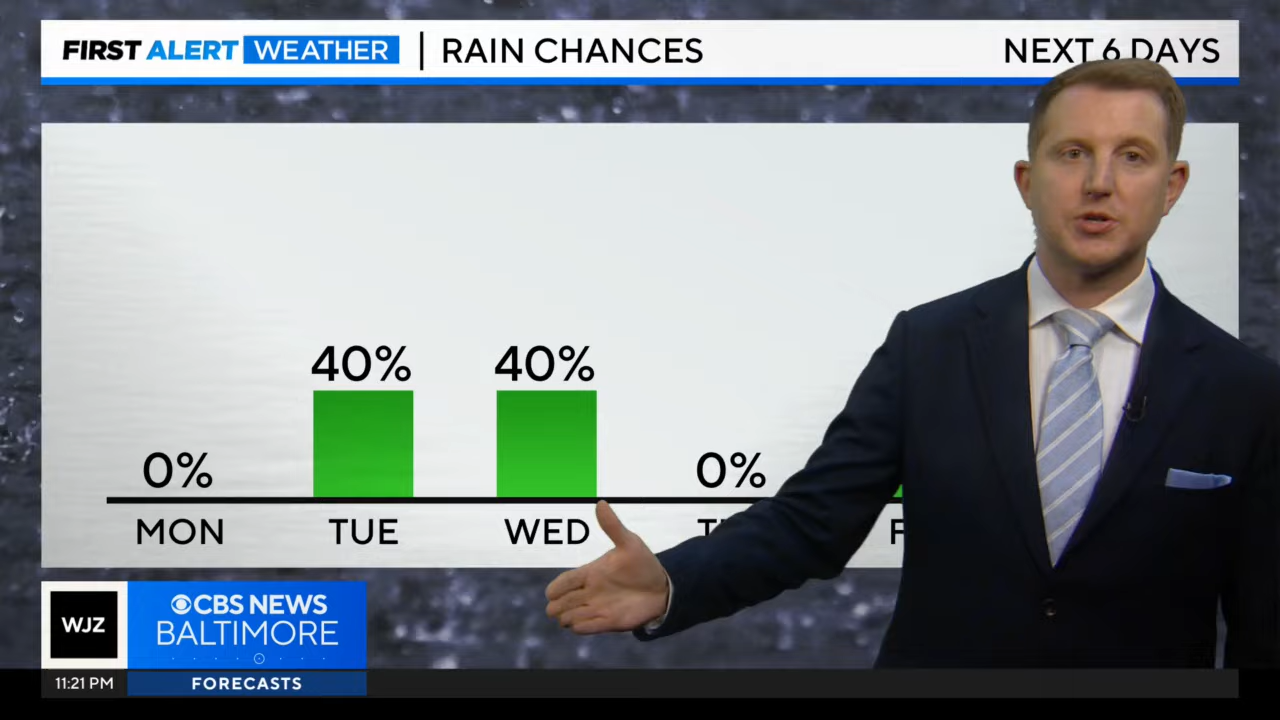 FIRST ALERT WEATHER | RAIN CHANCES
NEXT 6 DAYS
40% 40%
0% 0%
MON TUE WED
WJZ
CBS NEWS
BALTIMORE
11:21 PM FORECASTS